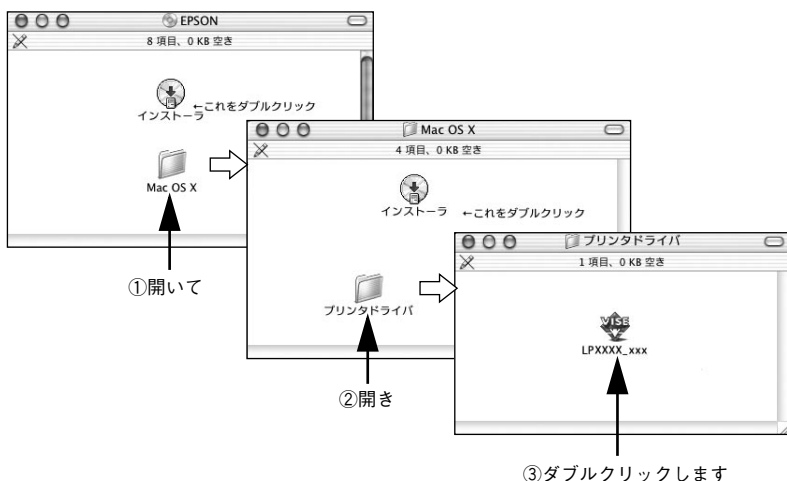 EPSON
8 項目、0 KB 空き
インストーラ
←これをダブルクリック
Mac OS X
①開いて
Mac OS X
4 項目、0 KB 空き
インストーラ
←これをダブルクリック
プリンタドライバ
②開き
プリンタドライバ
1 項目、0 KB 空き
VISE
LPXXXX_xxx
③ダブルクリックします